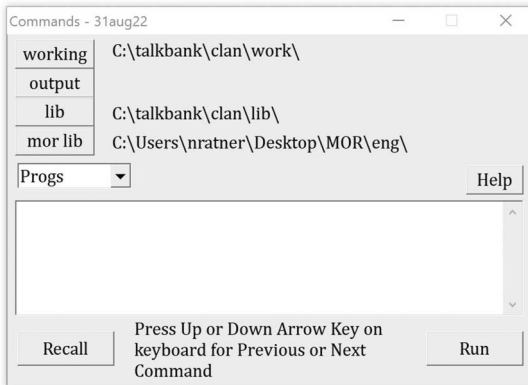 Commands - 31aug22
working C:\talkbank\clan\work\
output
lib C:\talkbank\clan\lib\
mor lib C:\Users\nratner\Desktop\MOR\eng\
Progs
Help
Press Up or Down Arrow Key on
Recall keyboard for Previous or Next Run
Command